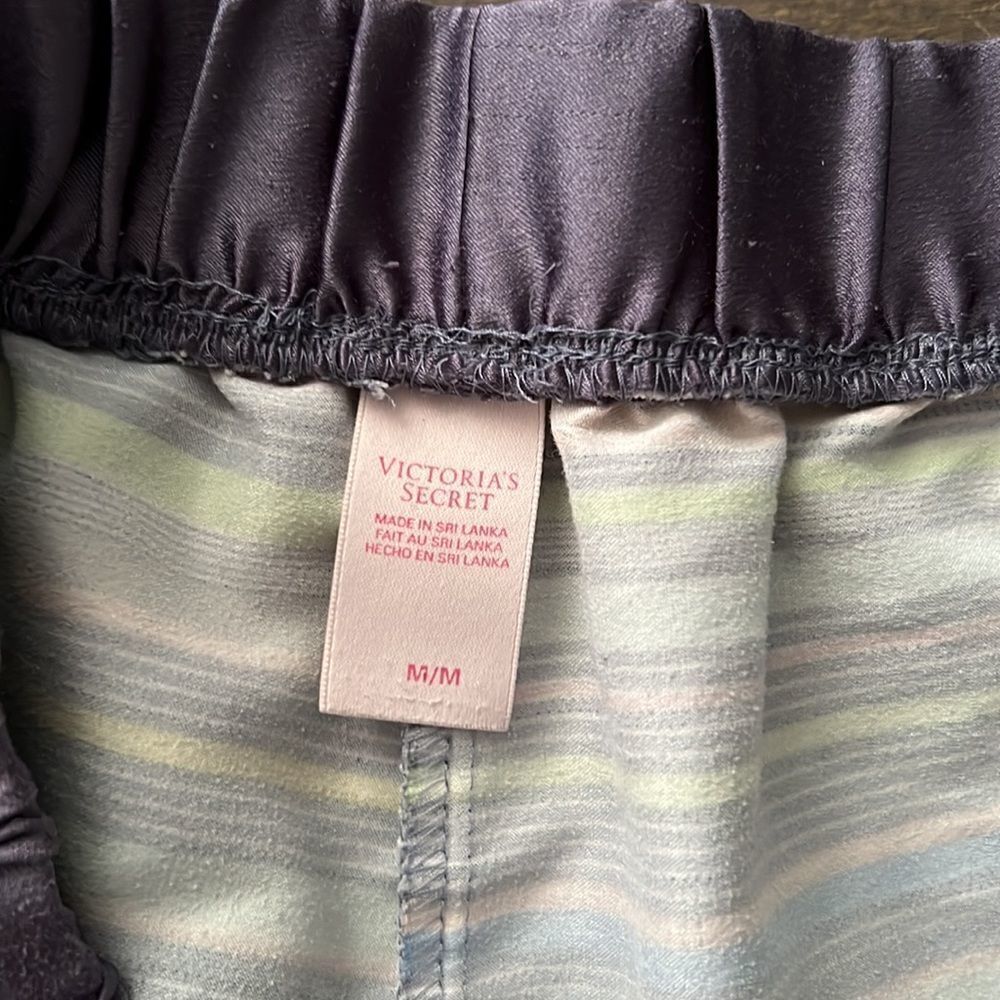 VICTORIA'S
SECRET
MADE IN SRI LANKA
FAIT AU SRI LANKA
HECHO EN SRI LANKA
M/M